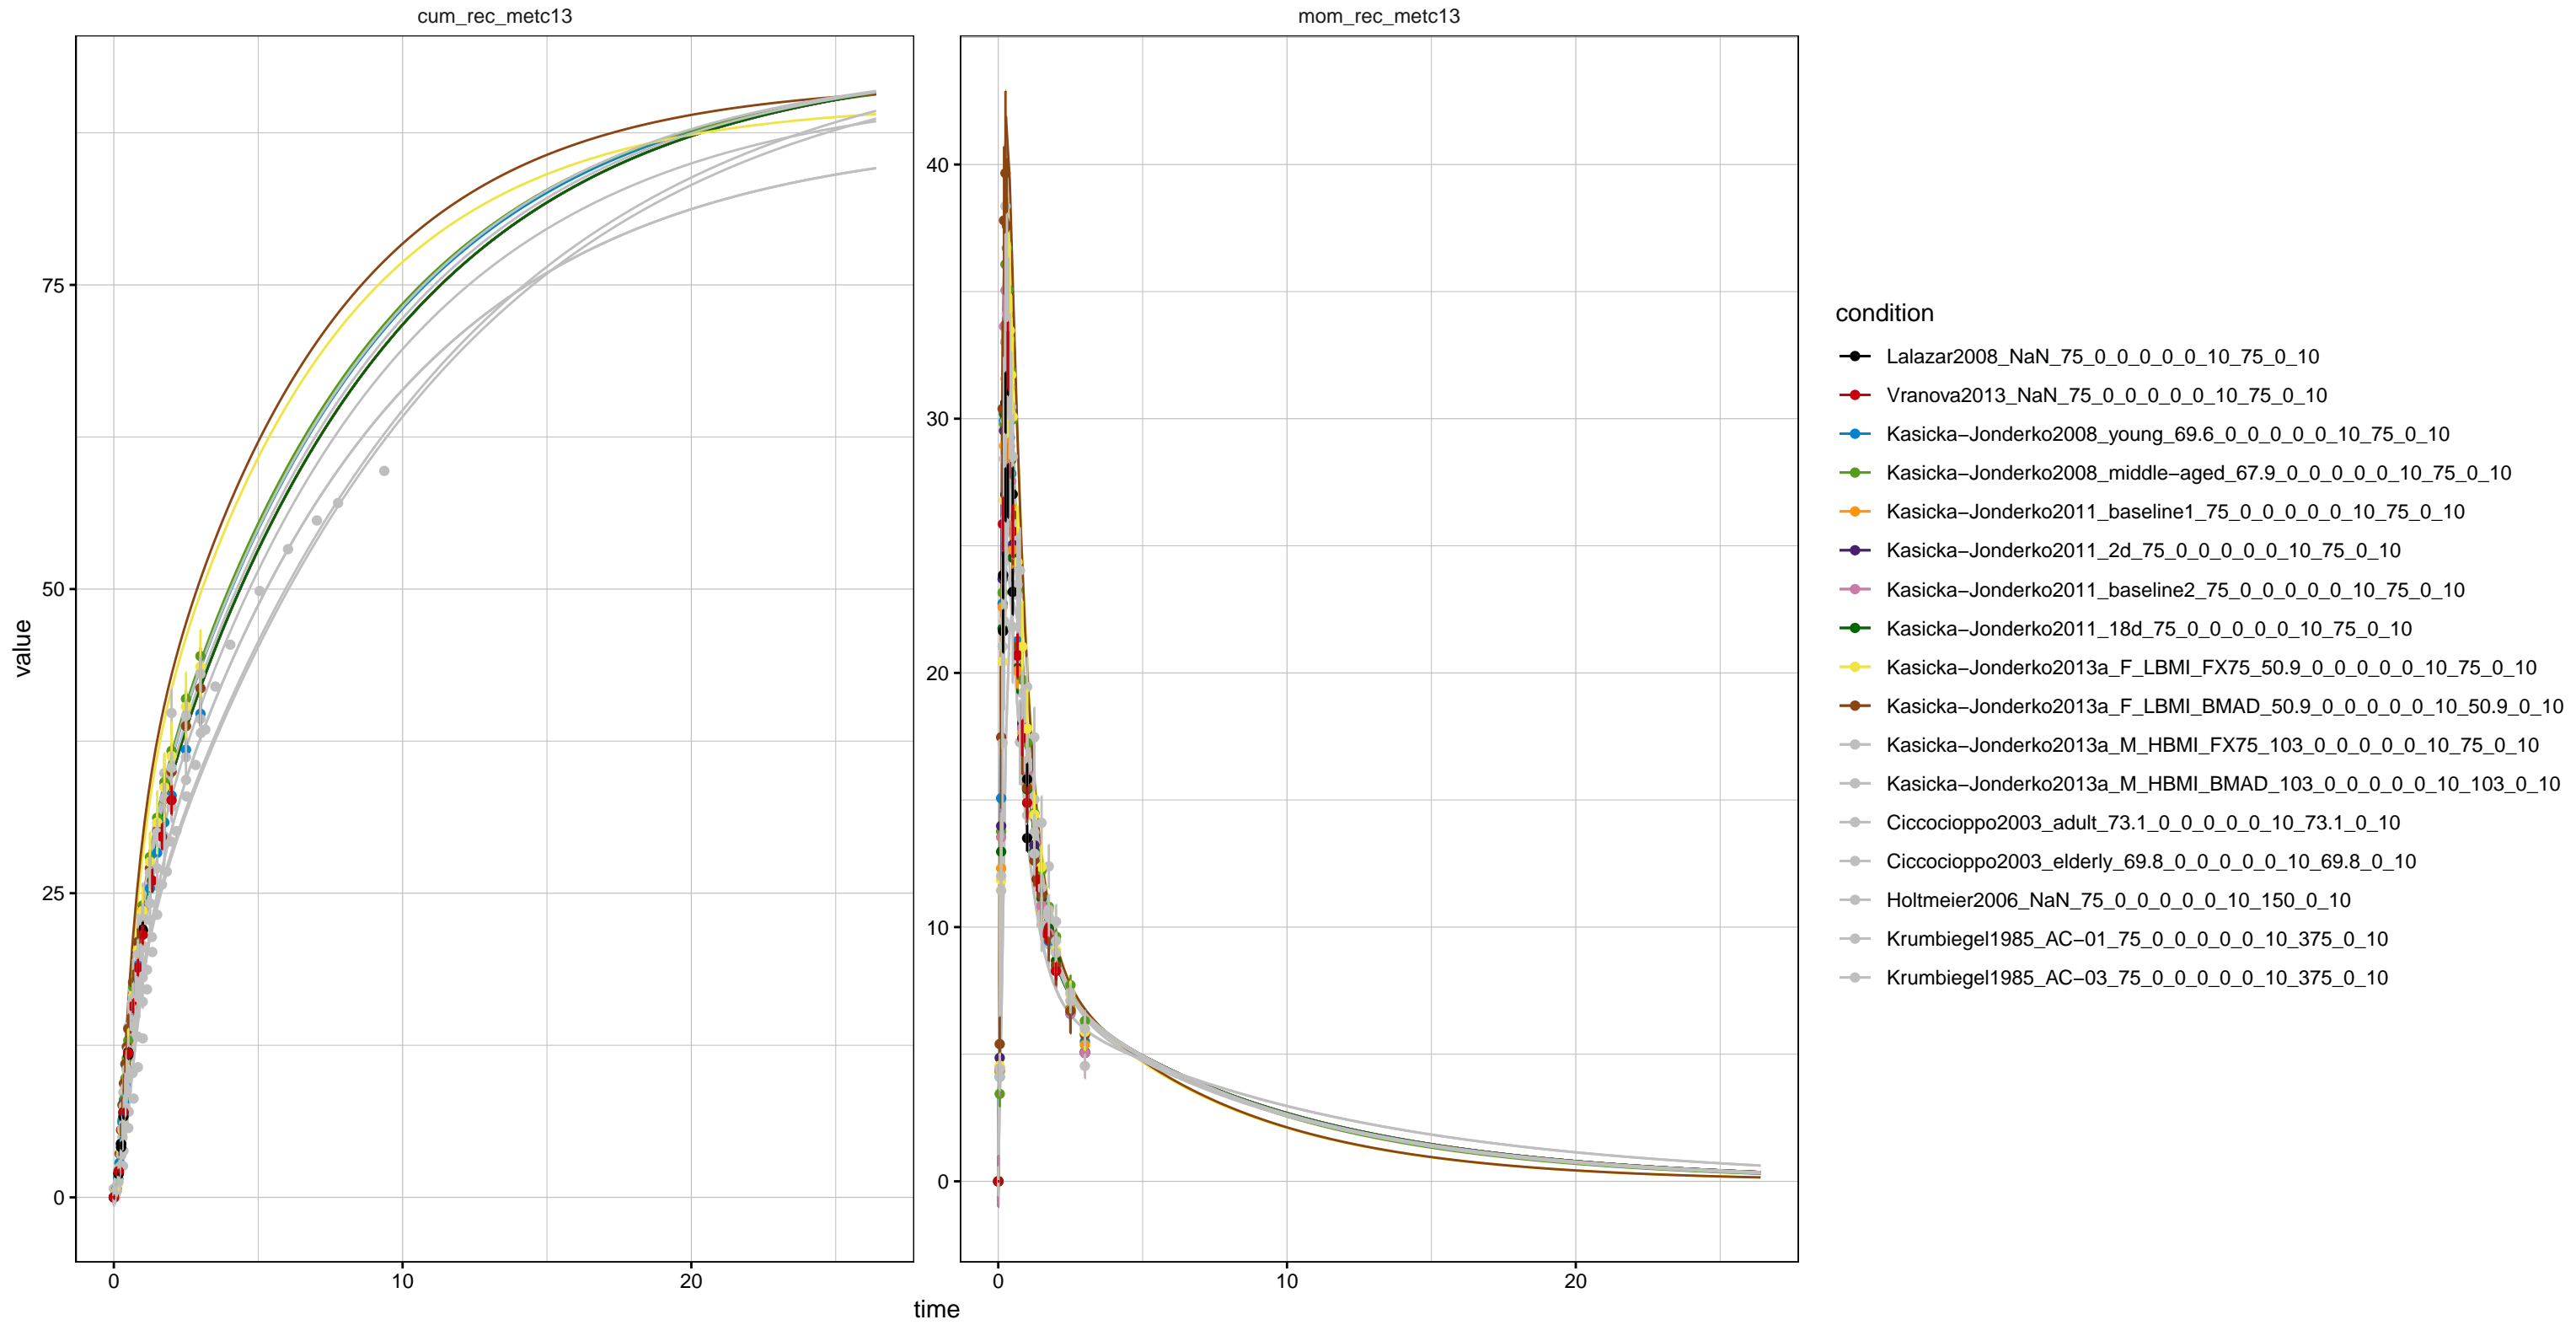 cum_rec_metc13
mom_rec_metc13
value
75
50
25
0
40
30
20
10
0
0
10
20
0
10
20
time
condition
Lalazar2008_NaN_75_0_0_0_0_0_10_75_0_10
Vranova2013_NaN_75_0_0_0_0_0_10_75_0_10
Kasicka−Jonderko2008_young_69.6_0_0_0_0_0_10_75_0_10
Kasicka−Jonderko2008_middle−aged_67.9_0_0_0_0_0_10_75_0_10
Kasicka−Jonderko2011_baseline1_75_0_0_0_0_0_10_75_0_10
Kasicka−Jonderko2011_2d_75_0_0_0_0_0_10_75_0_10
Kasicka−Jonderko2011_baseline2_75_0_0_0_0_0_10_75_0_10
Kasicka−Jonderko2011_18d_75_0_0_0_0_0_10_75_0_10
Kasicka−Jonderko2013a_F_LBMI_FX75_50.9_0_0_0_0_0_10_75_0_10
Kasicka−Jonderko2013a_F_LBMI_BMAD_50.9_0_0_0_0_0_10_50.9_0_10
Kasicka−Jonderko2013a_M_HBMI_FX75_103_0_0_0_0_0_10_75_0_10
Kasicka−Jonderko2013a_M_HBMI_BMAD_103_0_0_0_0_0_10_103_0_10
Ciccocioppo2003_adult_73.1_0_0_0_0_0_10_73.1_0_10
Ciccocioppo2003_elderly_69.8_0_0_0_0_0_10_69.8_0_10
Holtmeier2006_NaN_75_0_0_0_0_0_10_150_0_10
Krumbiegel1985_AC−01_75_0_0_0_0_0_10_375_0_10
Krumbiegel1985_AC−03_75_0_0_0_0_0_10_375_0_10